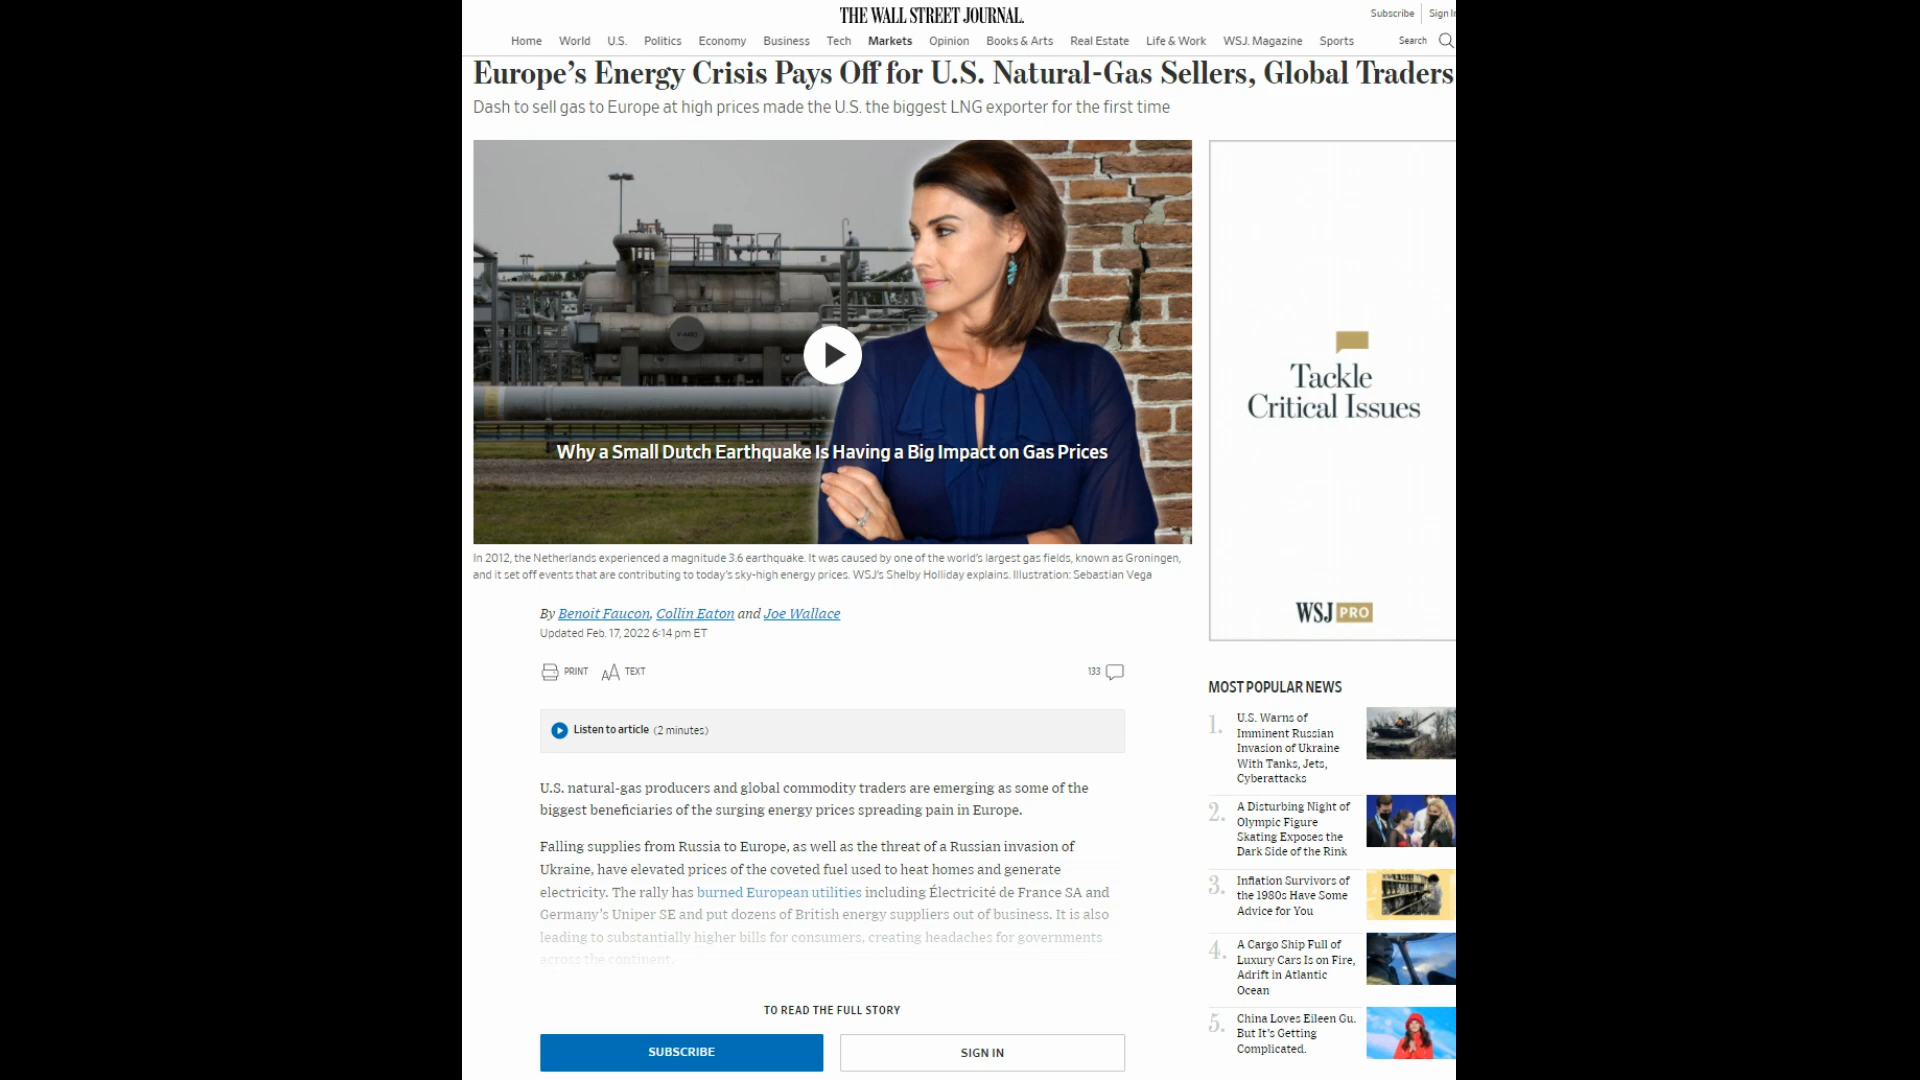 THE WALL STREET JOURNAL.
Subscribe
Sign In
Home World U.S. Politics Economy Business Tech Markets Opinion Books & Arts Real Estate Life & Work WSJ. Magazine Sports
Search
Europe's Energy Crisis Pays Off for U.S. Natural-Gas Sellers, Global Traders
Dash to sell gas to Europe at high prices made the U.S. the biggest LNG exporter for the first time
Why a Small Dutch Earthquake Is Having a Big Impact on Gas Prices
In 2012, the Netherlands experienced a magnitude 3.6 earthquake. It was caused by one of the world's largest gas fields, known as Groningen,
and it set off events that are contributing to today's sky-high energy prices. WSJ's Shelby Holliday explains. Illustration: Sebastian Vega
By Benoit Faucon, Collin Eaton and Joe Wallace
Updated Feb. 17, 2022 6:14 pm ET
PRINT
TEXT
133
Listen to article (2 minutes)
U.S. natural-gas producers and global commodity traders are emerging as some of the
biggest beneficiaries of the surging energy prices spreading pain in Europe.
Falling supplies from Russia to Europe, as well as the threat of a Russian invasion of
Ukraine, have elevated prices of the coveted fuel used to heat homes and generate
electricity. The rally has burned European utilities including Électricité de France SA and
Germany's Uniper SE and put dozens of British energy suppliers out of business. It is also
leading to substantially higher bills for consumers, creating headaches for governments
across the continent.
TO READ THE FULL STORY
SUBSCRIBE
SIGN IN
Tackle
Critical Issues
WSJ PRO
MOST POPULAR NEWS
1.
U.S. Warns of
Imminent Russian
Invasion of Ukraine
With Tanks, Jets,
Cyberattacks
2.
A Disturbing Night of
Olympic Figure
Skating Exposes the
Dark Side of the Rink
3.
Inflation Survivors of
the 1980s Have Some
Advice for You
4.
A Cargo Ship Full of
Luxury Cars Is on Fire,
Adrift in Atlantic
Ocean
5.
China Loves Eileen Gu.
But It's Getting
Complicated.